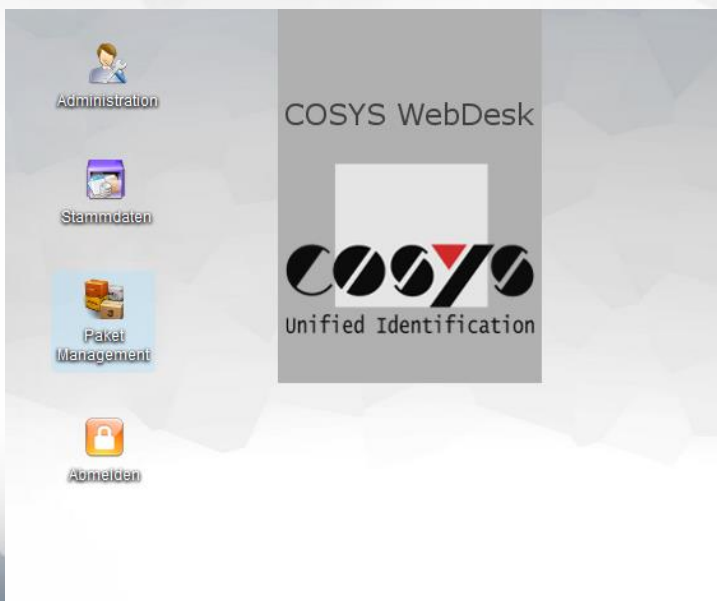 Administration
Stammdaten
Paket
Management
Abmelden
COSYS WebDesk
COSYS
Unified Identification